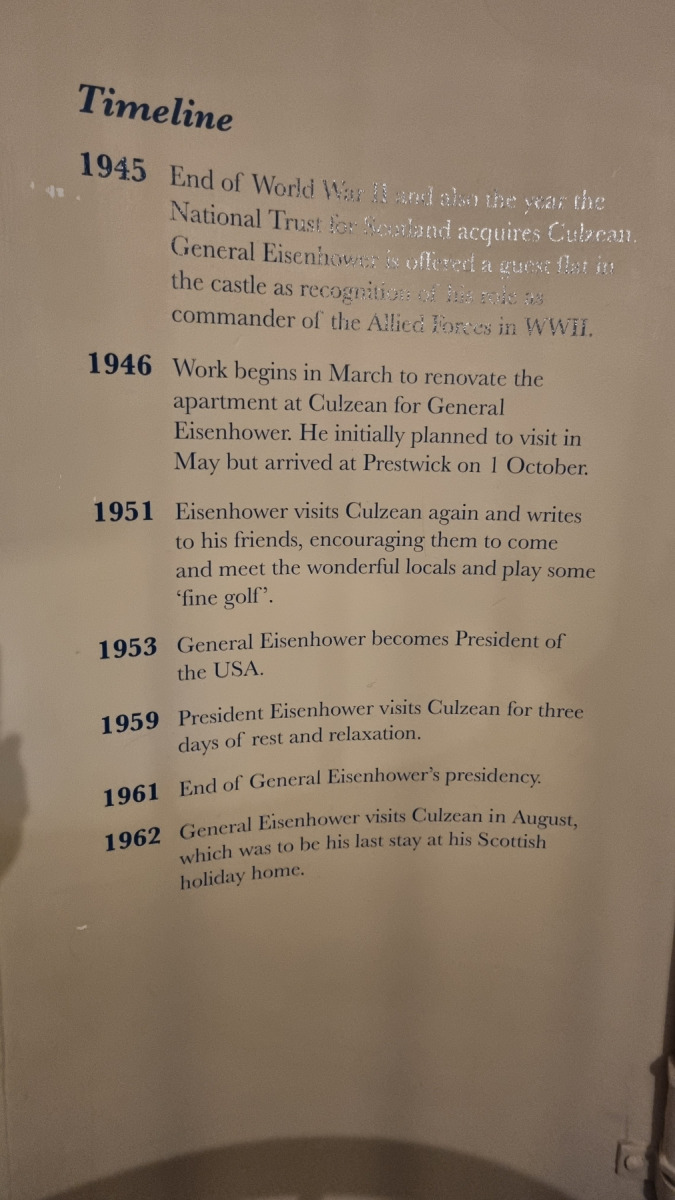 Timeline
1945 End of World War II and also the year the
National Trust for Scotland acquires Culzean.
General Eisenhower is offered a guest flat in
the castle as recognition of his role as
commander of the Allied Forces in WWII.
1946 Work begins in March to renovate the
apartment at Culzean for General
Eisenhower. He initially planned to visit in
May but arrived at Prestwick on 1 October.
1951 Eisenhower visits Culzean again and writes
to his friends, encouraging them to come
and meet the wonderful locals and play some
‘fine golf’.
1953 General Eisenhower becomes President of
the USA.
1959 President Eisenhower visits Culzean for three
days of rest and relaxation.
1961 End of General Eisenhower’s presidency.
1962 General Eisenhower visits Culzean in August,
which was to be his last stay at his Scottish
holiday home.